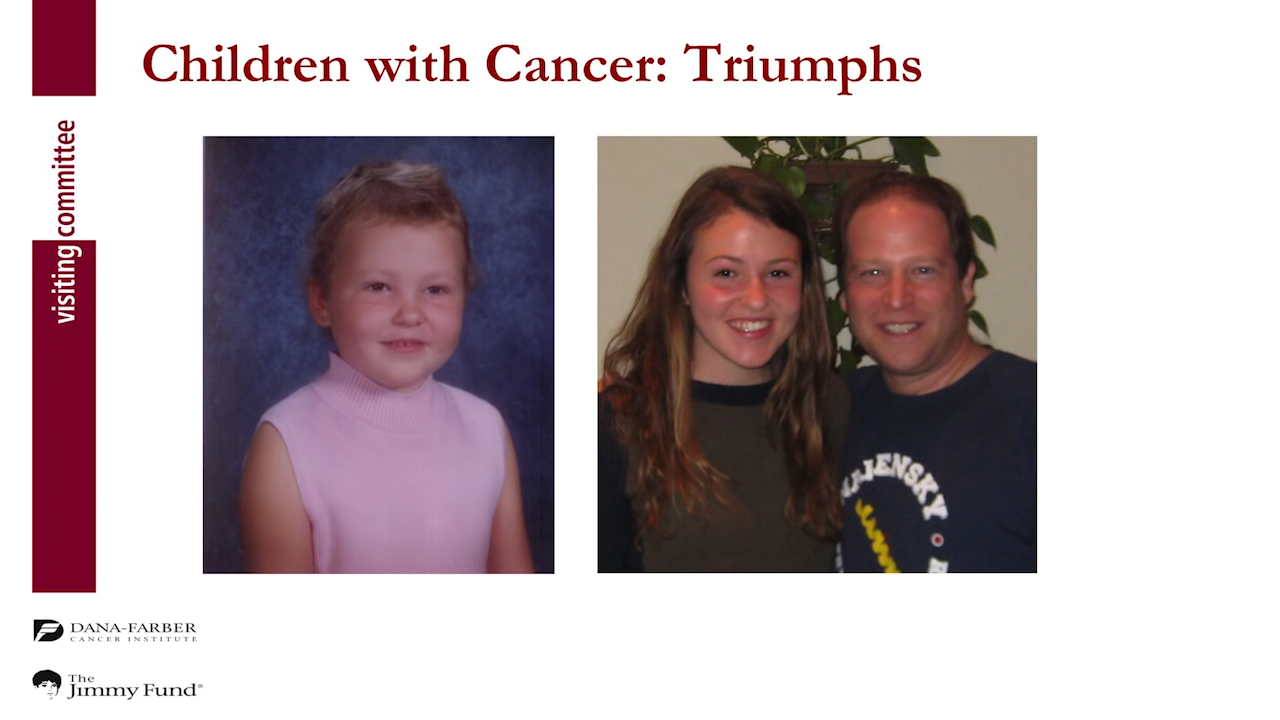 Children with Cancer: Triumphs
visiting committee
DANA-FARBER
CANCER INSTITUTE
The
Jimmy Fund®